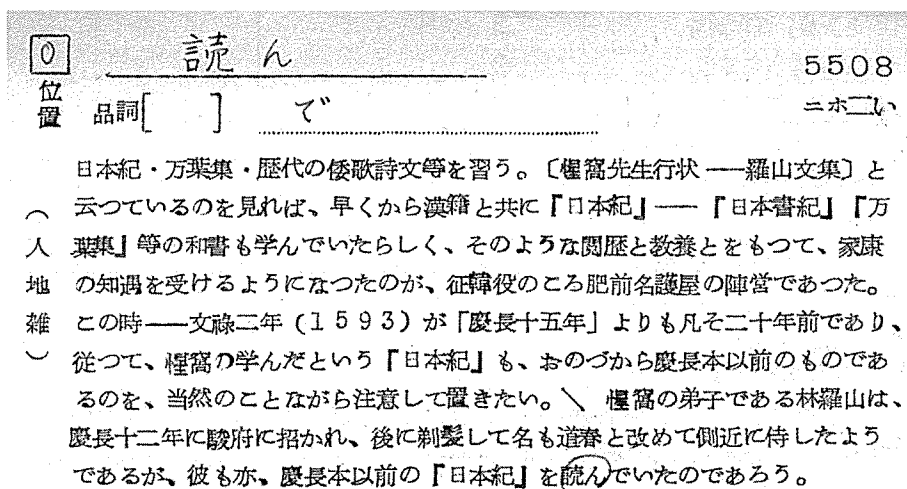 0 読ん 5508
位置 品詞[ ] で ニホ二い
日本紀・万葉集・歴代の倭歌詩文等を習う。〔惺窩先生行状――羅山文集〕と
云つているのを見れば、早くから漢籍と共に『日本紀』――『日本書紀』『万
葉集』等の和書も学んでいたらしく、そのような閲歴と教養とをもつて、家康
の知遇を受けるようになつたのが、征韓役のころ肥前名護屋の陣営であつた。
この時――文祿二年(1593)が「慶長十五年」よりも凡そ二十年前であり、
従つて、惺窩の学んだという『日本紀』も、おのづから慶長本以前のものであ
るのを、当然のことながら注意して置きたい。\ 惺窩の弟子である林羅山は、
慶長十二年に駿府に招かれ、後に剃髪して名も道春と改めて側近に侍したよう
であるが、彼も亦、慶長本以前の『日本紀』を読んでいたのであろう。
(人地雑)